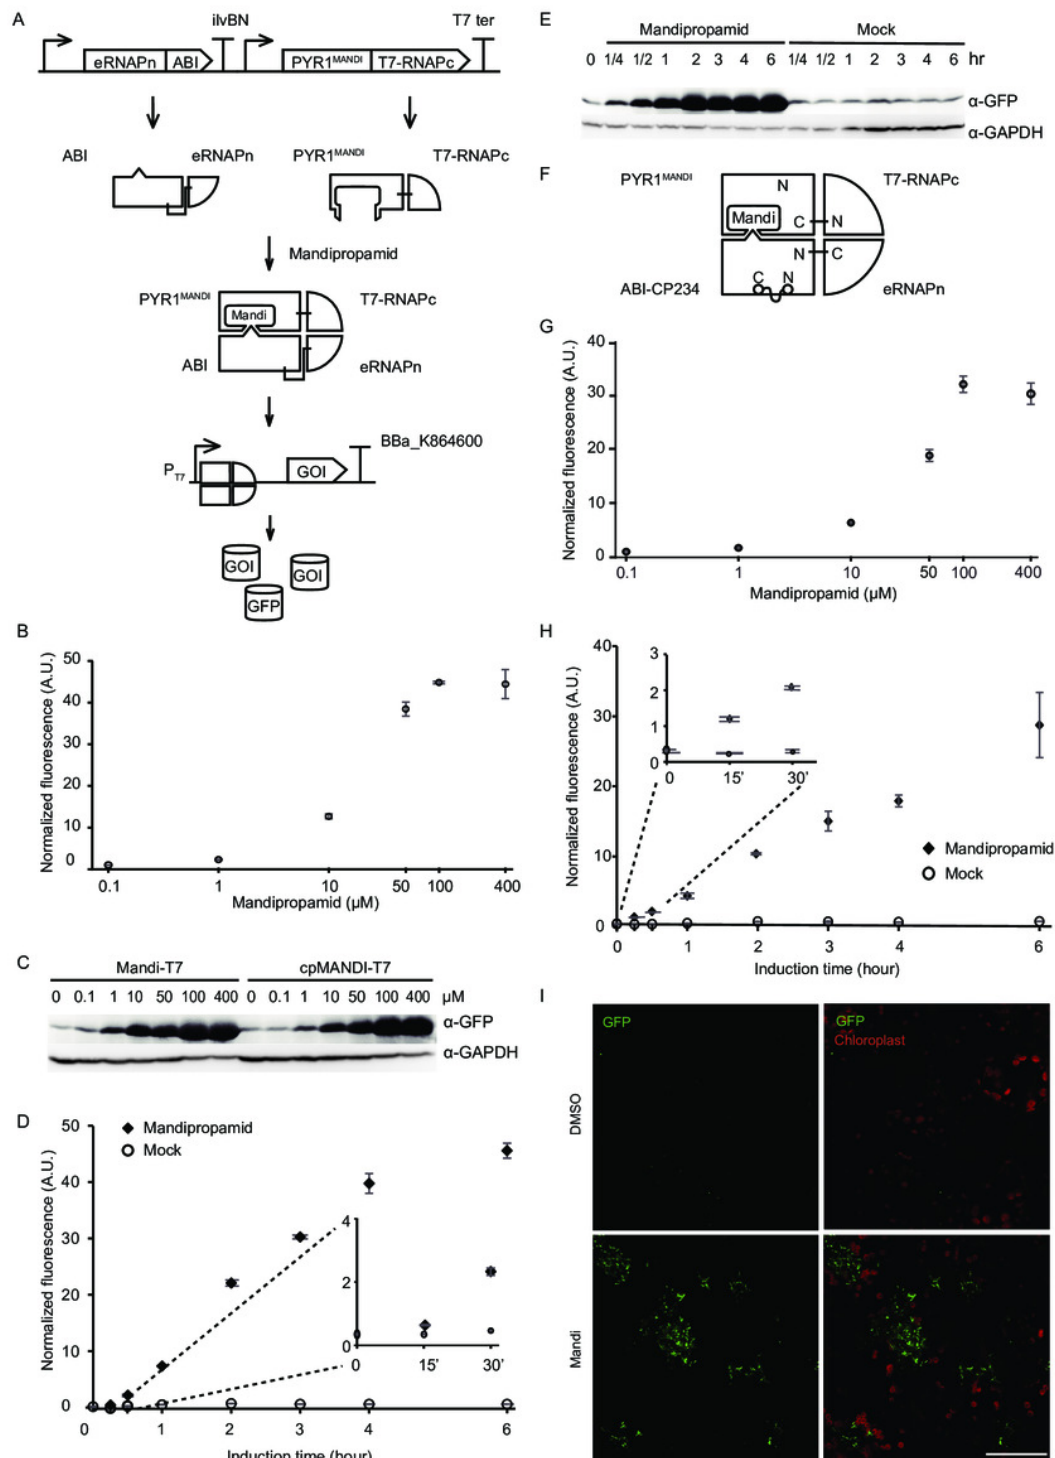 A
ilvBN
T7 ter
eRNAPn
ABI
PYR1MANDI
T7-RNAPc
ABI
eRNAPn
PYR1MANDI
T7-RNAPc
Mandipropamid
PYR1MANDI
T7-RNAPc
Mandi
ABI
eRNAPn
BBa_K864600
PT7
GOI
GOI
GOI
GFP
B
Normalized fluorescence (A.U.)
50
40
30
20
10
0
0.1 1 10 50 100 400
Mandipropamid (µM)
C
Mandi-T7 cpMANDI-T7
0 0.1 1 10 50 100 400 0 0.1 1 10 50 100 400 µM
α-GFP
α-GAPDH
D
Normalized fluorescence (A.U.)
Mandipropamid
Mock
50
40
30
20
10
0
4
2
0
0 15' 30'
0 1 2 3 4 6
Induction time (hour)
E
Mandipropamid Mock
0 1/4 1/2 1 2 3 4 6 1/4 1/2 1 2 3 4 6 hr
α-GFP
α-GAPDH
F
PYR1MANDI
T7-RNAPc
N
Mandi
C N
N C
C N
ABI-CP234
eRNAPn
G
Normalized fluorescence (A.U.)
40
30
20
10
0
0.1 1 10 50 100 400
Mandipropamid (µM)
H
Normalized fluorescence (A.U.)
40
30
20
10
0
3
2
1
0
0 15' 30'
Mandipropamid
Mock
0 1 2 3 4 6
Induction time (hour)
I
GFP
GFP
Chloroplast
DMSO
Mandi